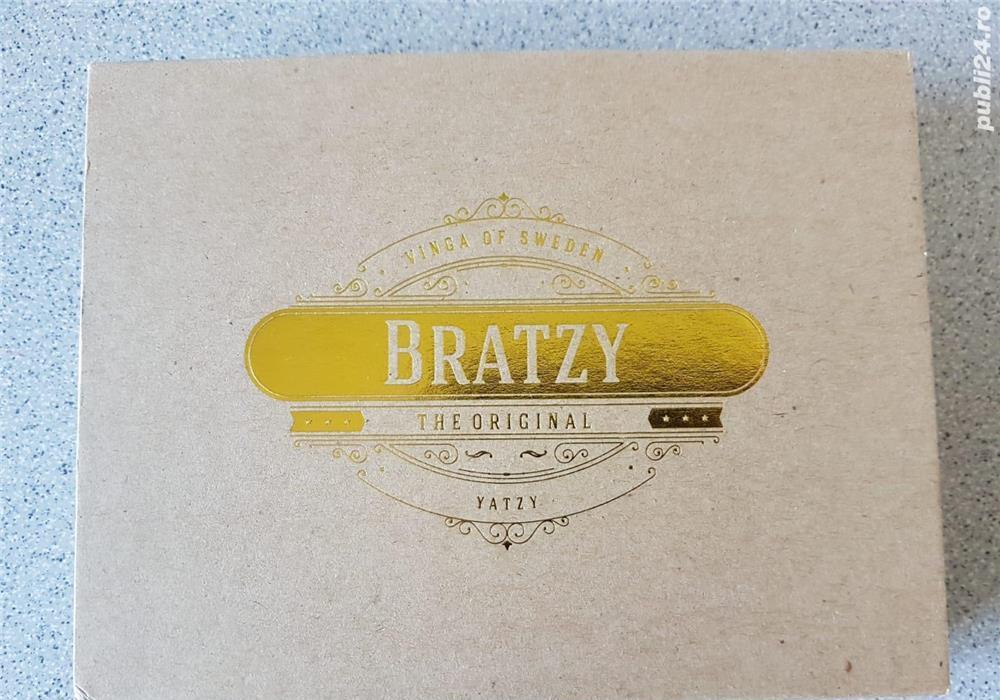 VINGA OF SWEDEN
BRATZY
THE ORIGINAL
YATZY
publi24.ro